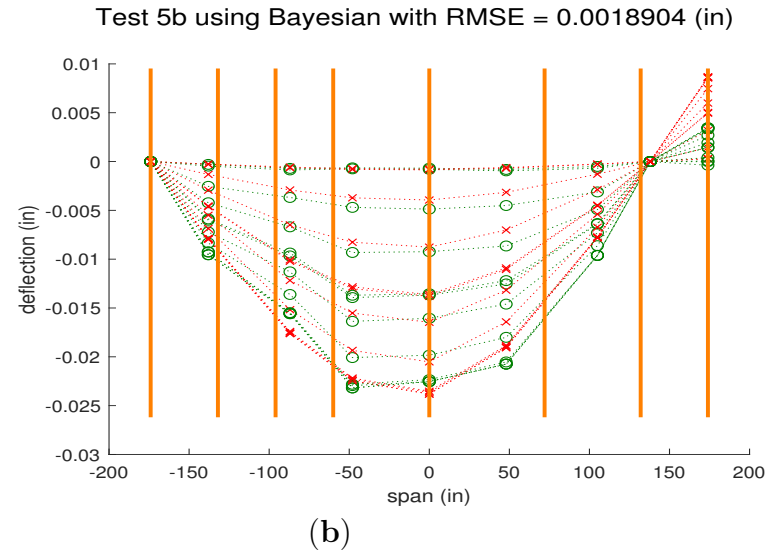 Test 5b using Bayesian with RMSE = 0.0018904 (in)
0.01
0.005
0
-0.005
-0.01
-0.015
-0.02
-0.025
-0.03
deflection (in)
-200 -150 -100 -50 0 50 100 150 200
span (in)
(b)